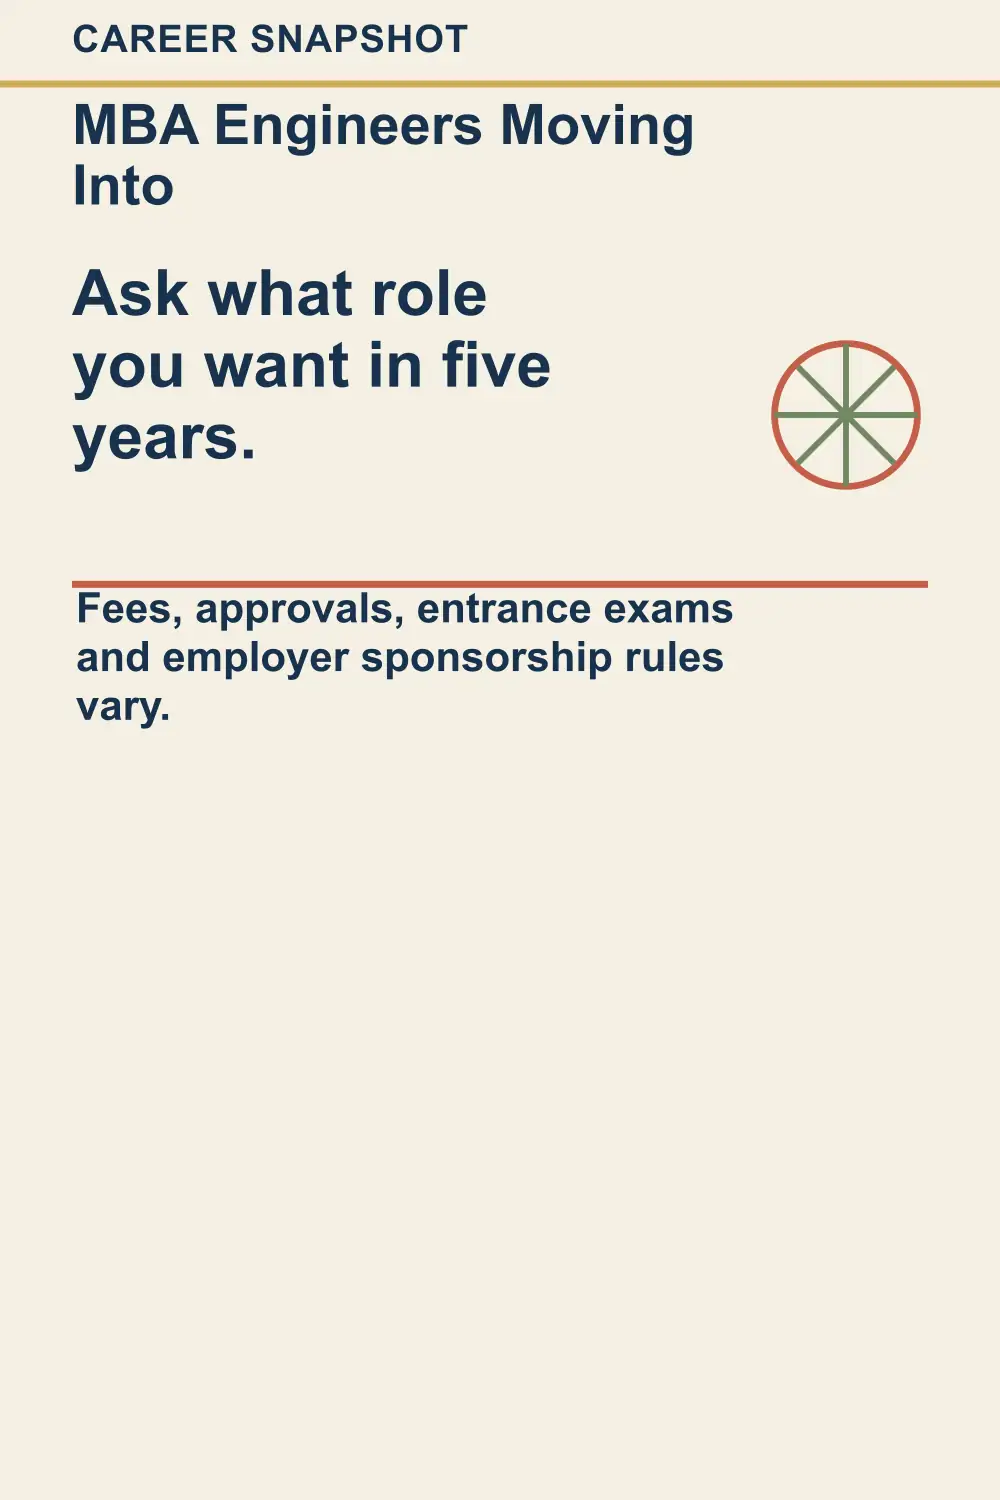 CAREER SNAPSHOT
MBA Engineers Moving
Into
Ask what role
you want in five
years.
Fees, approvals, entrance exams
and employer sponsorship rules
vary.